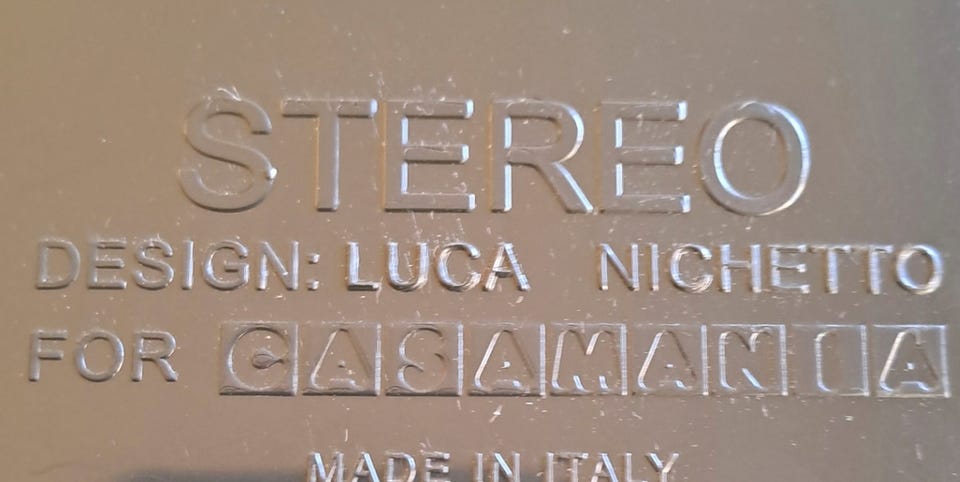 STEREO
DESIGN: LUCA NICHETTO
FOR CASAMANIA
MADE IN ITALY